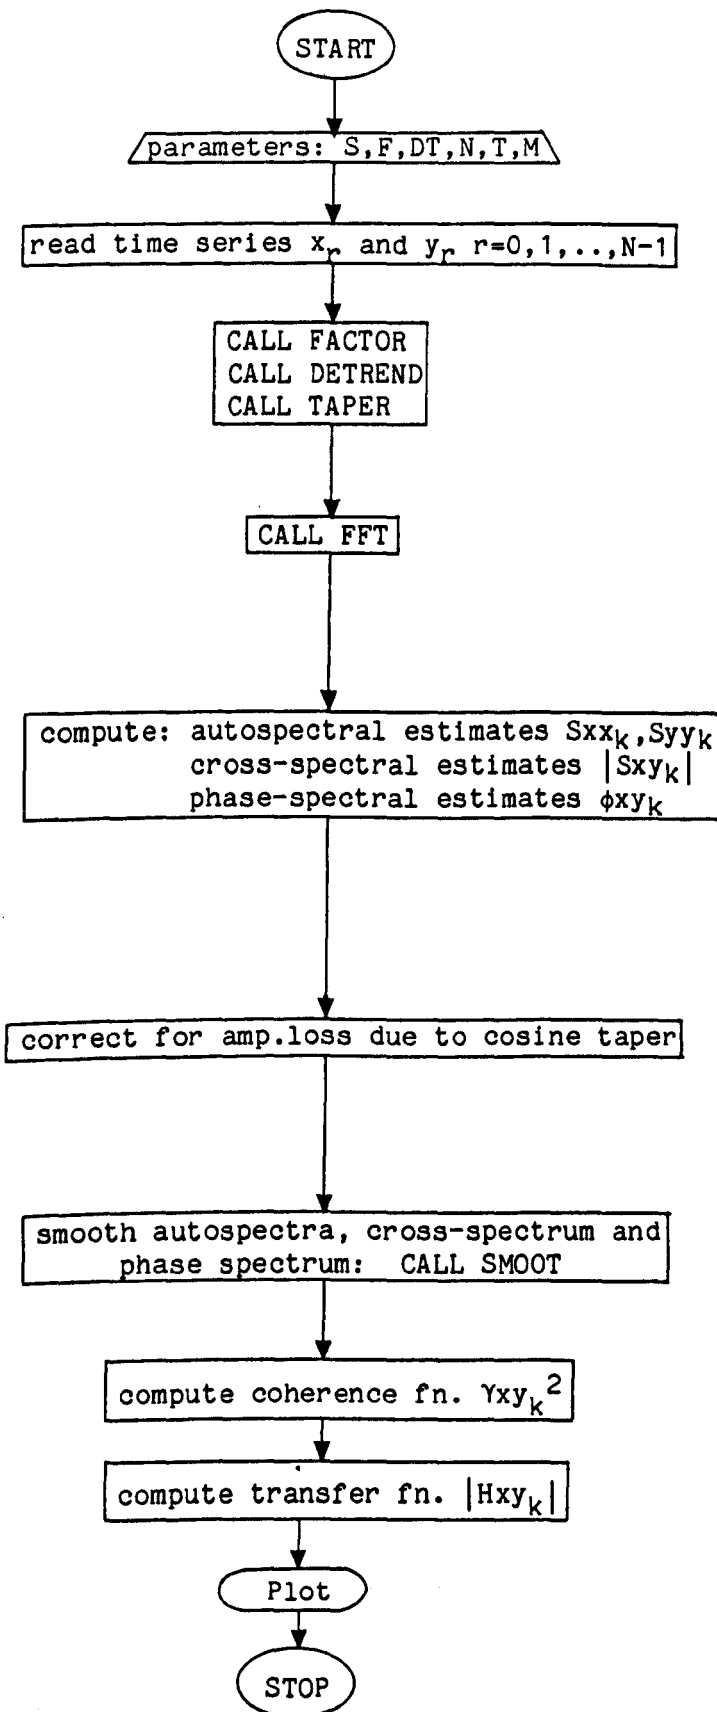 START
parameters: S,F,DT,N,T,M
read time series xᵣ and yᵣ r=0,1,..,N-1
CALL FACTOR
CALL DETREND
CALL TAPER
CALL FFT
compute: autospectral estimates Sxxₖ,Syyₖ
cross-spectral estimates |Sxyₖ|
phase-spectral estimates ϕxyₖ
correct for amp.loss due to cosine taper
smooth autospectra, cross-spectrum and
phase spectrum: CALL SMOOT
compute coherence fn. γxyₖ²
compute transfer fn. |Hxyₖ|
Plot
STOP